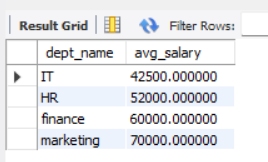 Result Grid Filter Rows:
dept_name avg_salary
IT 42500.000000
HR 52000.000000
finance 60000.000000
marketing 70000.000000